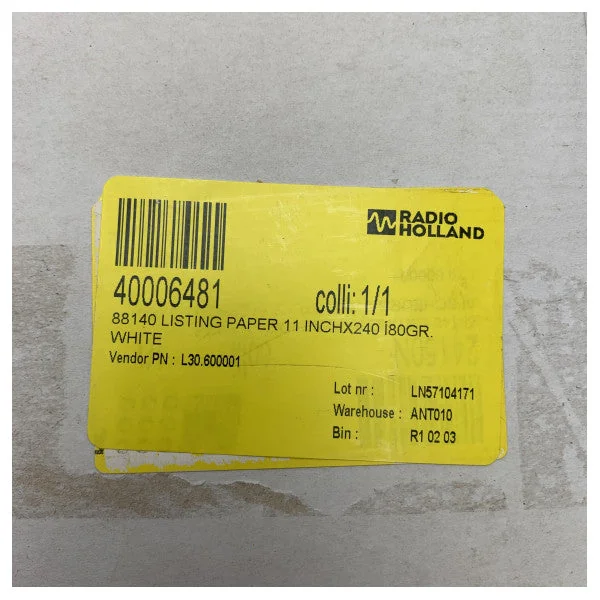 RADIO
HOLLAND
40006481 colli: 1/1
88140 LISTING PAPER 11 INCHX240 Í80GR.
WHITE
Vendor PN : L30.600001
Lot nr : LN57104171
Warehouse : ANT010
Bin : R1 02 03